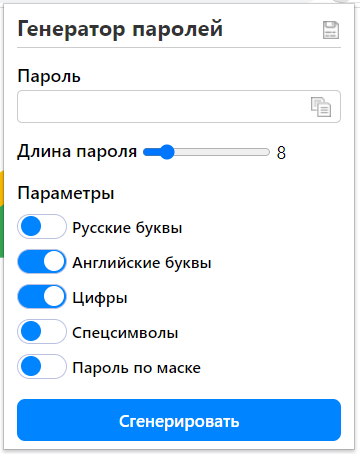 Генератор паролей
Пароль
Длина пароля 8
Параметры
Русские буквы
Английские буквы
Цифры
Спецсимволы
Пароль по маске
Сгенерировать